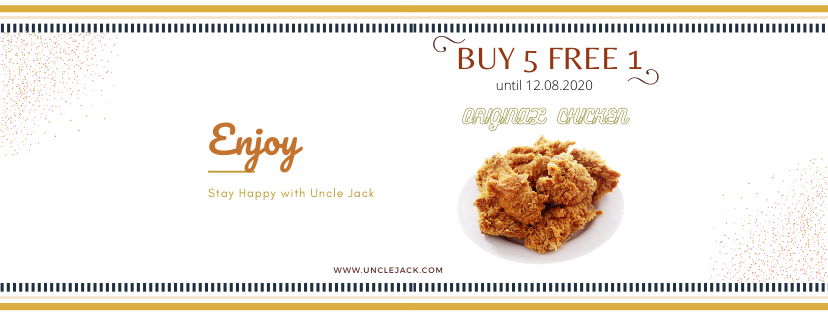 BUY 5 FREE 1
until 12.08.2020
ORIGINAL CHICKEN
Enjoy
Stay Happy with Uncle Jack
WWW.UNCLEJACK.COM